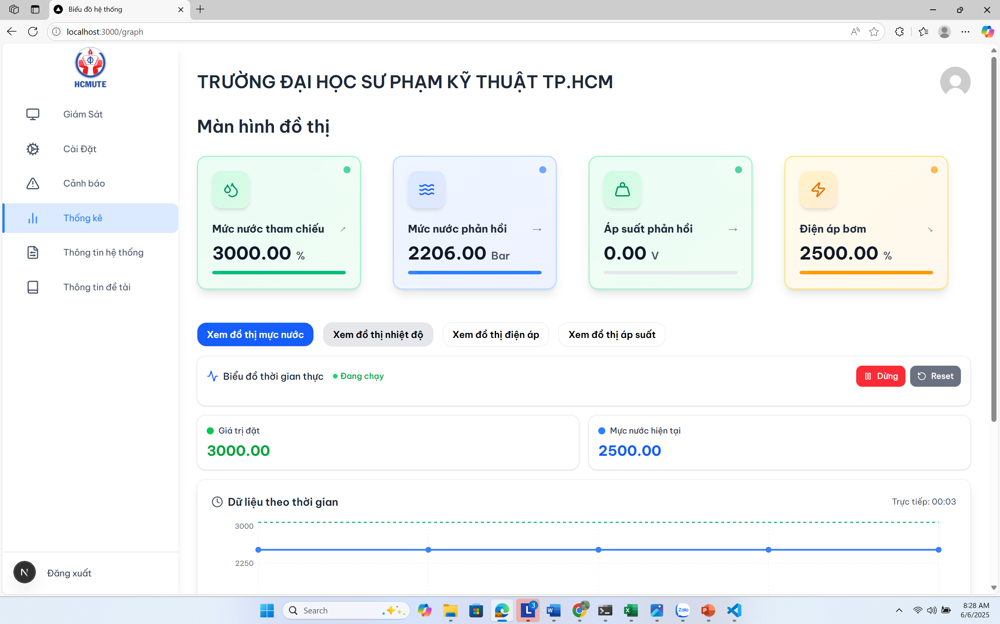 Biểu đồ hệ thống
localhost:3000/graph
HCMUTE
Giám Sát
Cài Đặt
Cảnh báo
Thống kê
Thông tin hệ thống
Thông tin đề tài
N
Đăng xuất
TRƯỜNG ĐẠI HỌC SƯ PHẠM KỸ THUẬT TP.HCM
Màn hình đồ thị
Mức nước tham chiếu ↗
3000.00 %
Mức nước phản hồi →
2206.00 Bar
Áp suất phản hồi →
0.00 V
Điện áp bơm ↘
2500.00 %
Xem đồ thị mực nước
Xem đồ thị nhiệt độ
Xem đồ thị điện áp
Xem đồ thị áp suất
Biểu đồ thời gian thực
Đang chạy
Dừng
Reset
Giá trị đặt
3000.00
Mực nước hiện tại
2500.00
Dữ liệu theo thời gian
Trực tiếp: 00:03
3000
2250
Search
3
L
W
X
Zalo
P
8:28 AM
6/6/2025